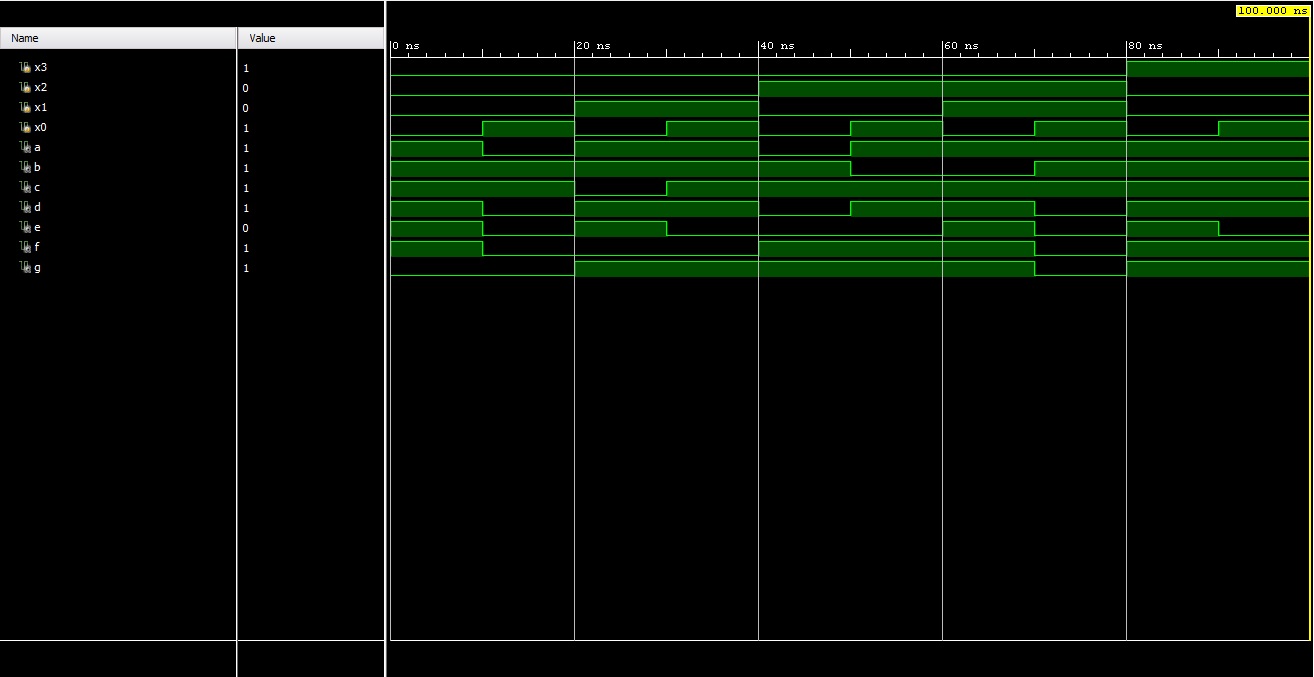 100.000 ns
Name Value
0 ns 20 ns 40 ns 60 ns 80 ns
x3 1
x2 0
x1 0
x0 1
a 1
b 1
c 1
d 1
e 0
f 1
g 1